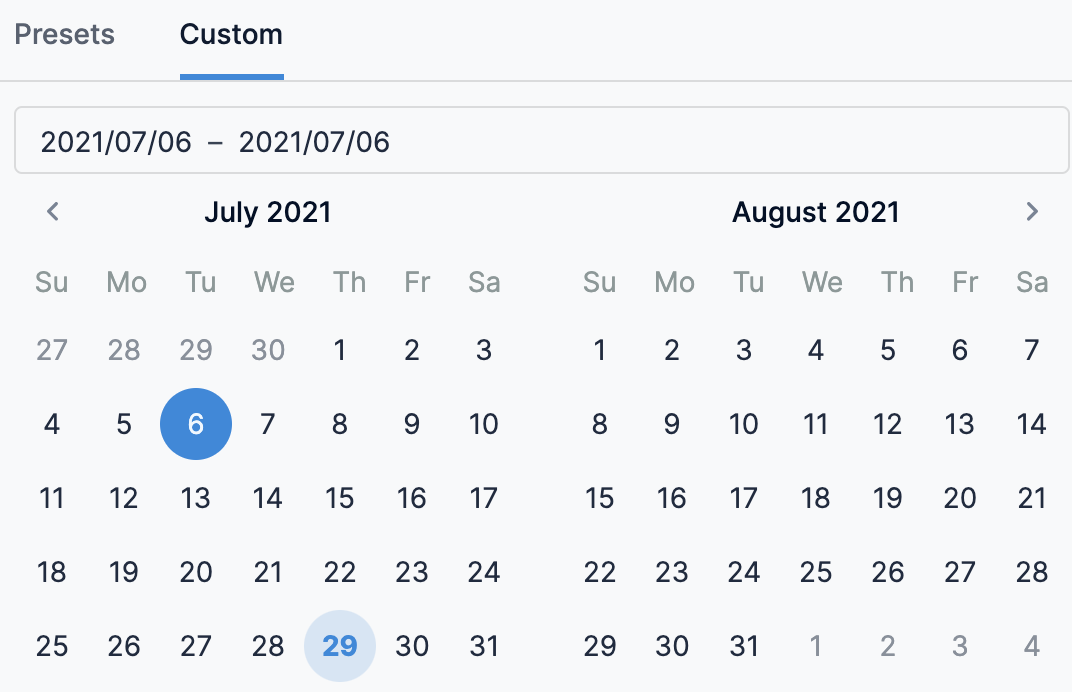 Presets Custom
2021/07/06 – 2021/07/06
July 2021 August 2021
Su Mo Tu We Th Fr Sa Su Mo Tu We Th Fr Sa
27 28 29 30 1 2 3 1 2 3 4 5 6 7
4 5 6 7 8 9 10 8 9 10 11 12 13 14
11 12 13 14 15 16 17 15 16 17 18 19 20 21
18 19 20 21 22 23 24 22 23 24 25 26 27 28
25 26 27 28 29 30 31 29 30 31 1 2 3 4